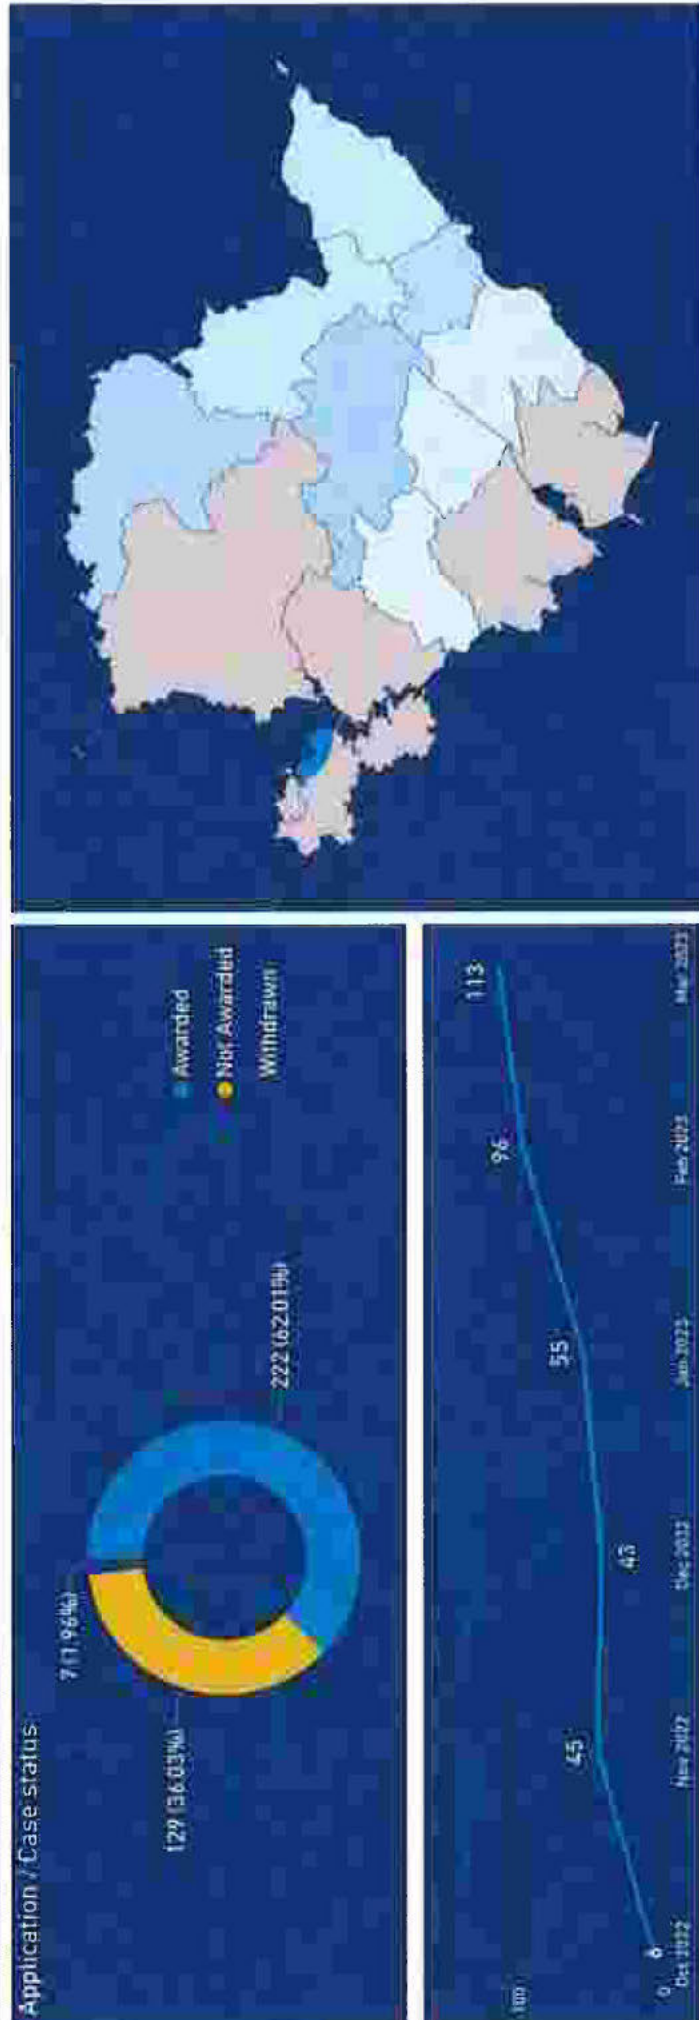 Application / Case status
7 (1.96%)
129 (36.03%)
222 (62.01%)
Awarded
Not Awarded
Withdrawn
100
0
6
45
43
55
96
113
Oct 2022
Nov 2022
Dec 2022
Jan 2023
Feb 2023
Mar 2023